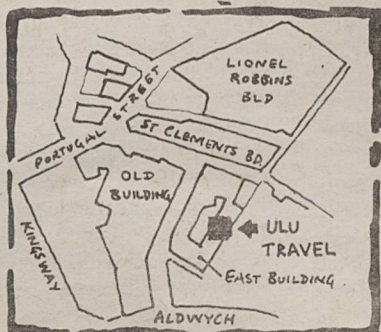 LIONEL
ROBBINS
BLD
PORTUGAL STREET
ST CLEMENTS BD.
OLD
BUILDING
KINGSWAY
ULU
TRAVEL
EAST BUILDING
ALDWYCH